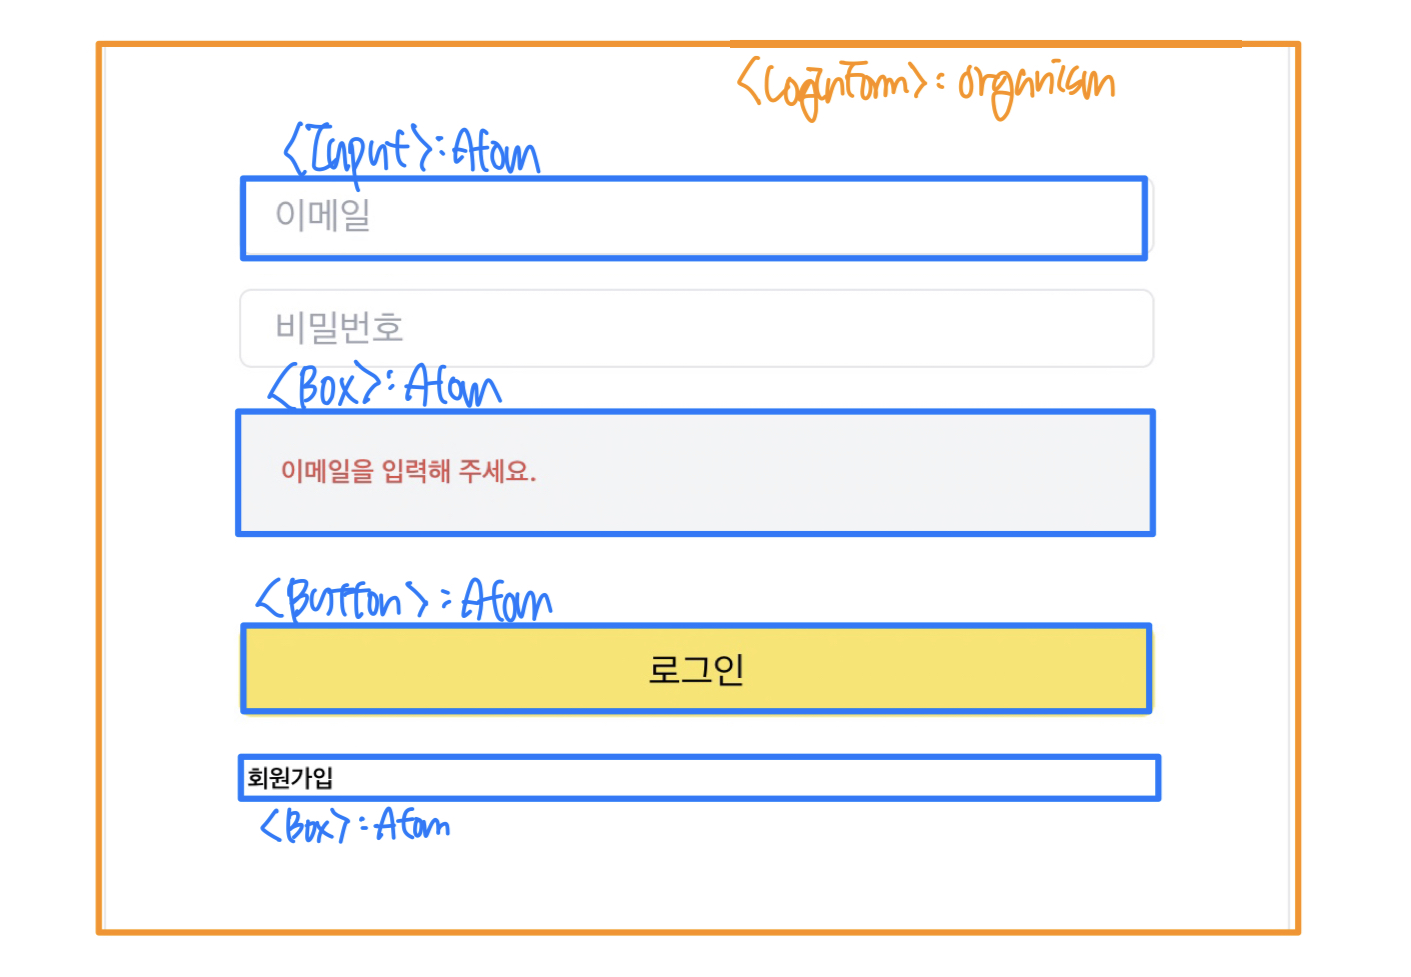 <LoginForm> : organism
<Input> : Atom
이메일
비밀번호
<Box> : Atom
이메일을 입력해 주세요.
<Button> : Atom
로그인
회원가입
<Box> : Atom